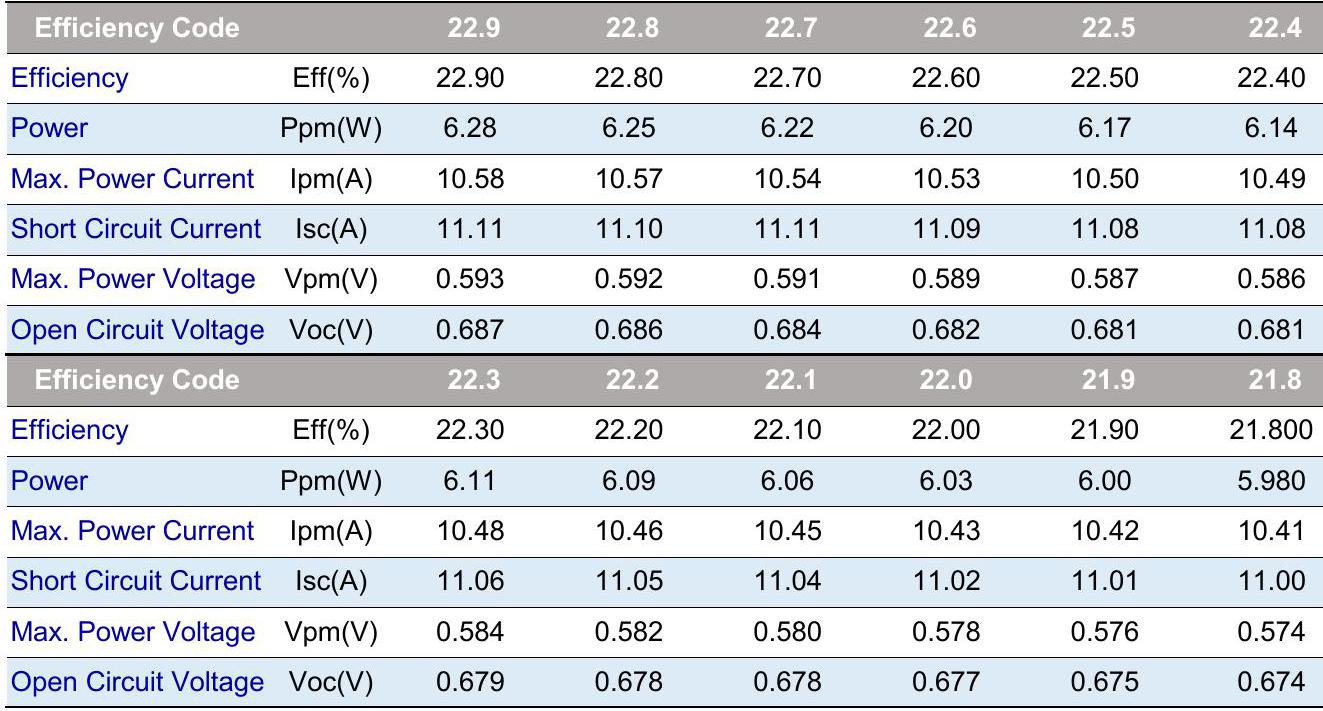 Efficiency Code 22.9 22.8 22.7 22.6 22.5 22.4
Efficiency Eff(%) 22.90 22.80 22.70 22.60 22.50 22.40
Power Ppm(W) 6.28 6.25 6.22 6.20 6.17 6.14
Max. Power Current Ipm(A) 10.58 10.57 10.54 10.53 10.50 10.49
Short Circuit Current Isc(A) 11.11 11.10 11.11 11.09 11.08 11.08
Max. Power Voltage Vpm(V) 0.593 0.592 0.591 0.589 0.587 0.586
Open Circuit Voltage Voc(V) 0.687 0.686 0.684 0.682 0.681 0.681
Efficiency Code 22.3 22.2 22.1 22.0 21.9 21.8
Efficiency Eff(%) 22.30 22.20 22.10 22.00 21.90 21.800
Power Ppm(W) 6.11 6.09 6.06 6.03 6.00 5.980
Max. Power Current Ipm(A) 10.48 10.46 10.45 10.43 10.42 10.41
Short Circuit Current Isc(A) 11.06 11.05 11.04 11.02 11.01 11.00
Max. Power Voltage Vpm(V) 0.584 0.582 0.580 0.578 0.576 0.574
Open Circuit Voltage Voc(V) 0.679 0.678 0.678 0.677 0.675 0.674